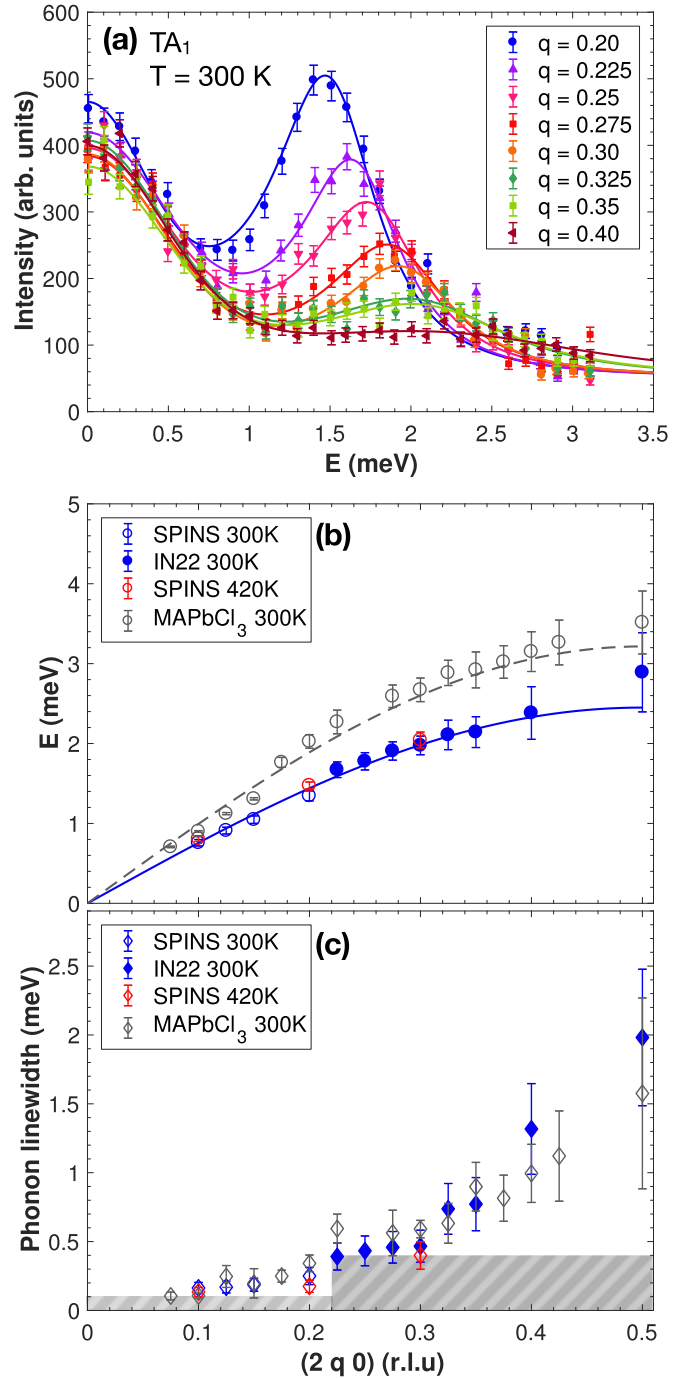 (a) TA₁
T = 300 K
q = 0.20
q = 0.225
q = 0.25
q = 0.275
q = 0.30
q = 0.325
q = 0.35
q = 0.40
Intensity (arb. units)
600
500
400
300
200
100
0
0 0.5 1 1.5 2 2.5 3 3.5
E (meV)
(b)
SPINS 300K
IN22 300K
SPINS 420K
MAPbCl₃ 300K
E (meV)
5
4
3
2
1
0
(c)
SPINS 300K
IN22 300K
SPINS 420K
MAPbCl₃ 300K
Phonon linewidth (meV)
2.5
2
1.5
1
0.5
0
0 0.1 0.2 0.3 0.4 0.5
(2 q 0) (r.l.u)